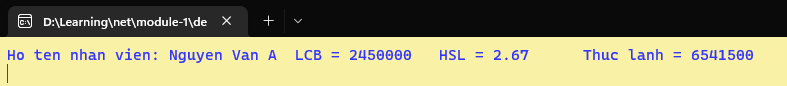 D:\Learning\net\module-1\de
Ho ten nhan vien: Nguyen Van A  LCB = 2450000   HSL = 2.67      Thuc lanh = 6541500